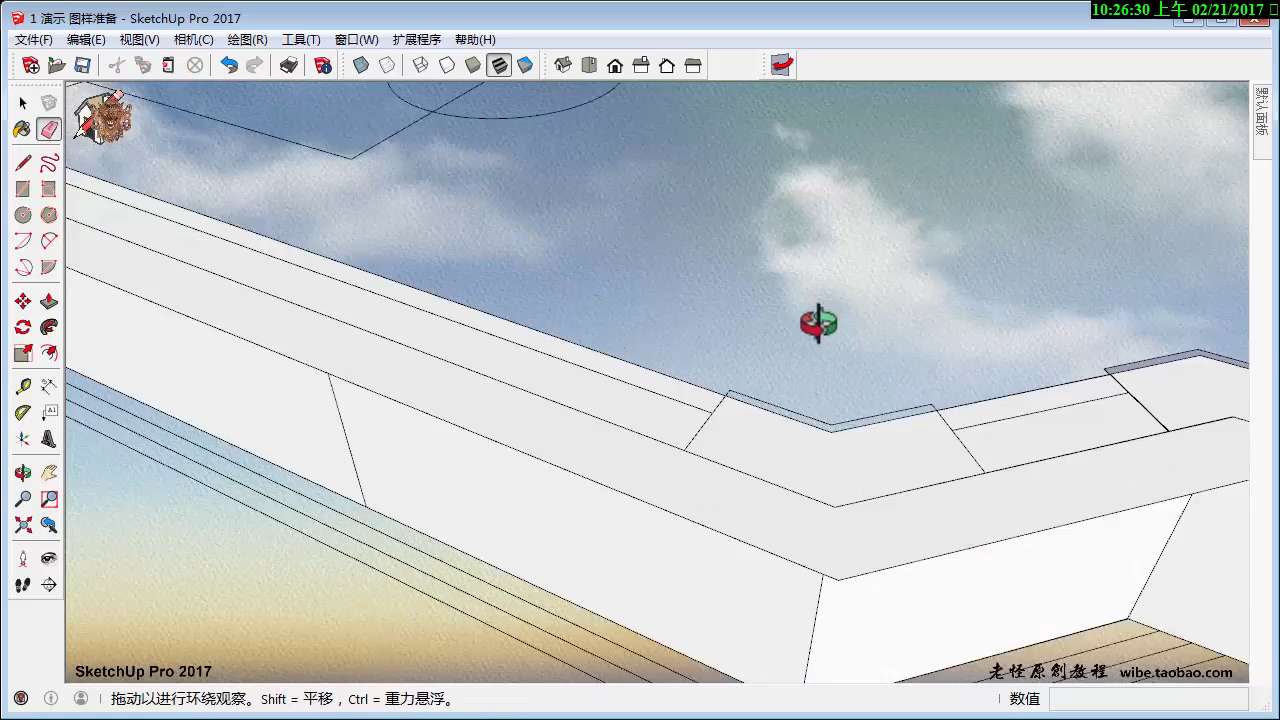 10:26:30 上午 02/21/2017
1 演示 图样准备 - SketchUp Pro 2017
文件(F) 编辑(E) 视图(V) 相机(C) 绘图(R) 工具(T) 窗口(W) 扩展程序 帮助(H)
默认面板
A1
SketchUp Pro 2017
老怪原創教程 wibe.taobao.com
拖动以进行环绕观察。Shift = 平移，Ctrl = 重力悬浮。
数值